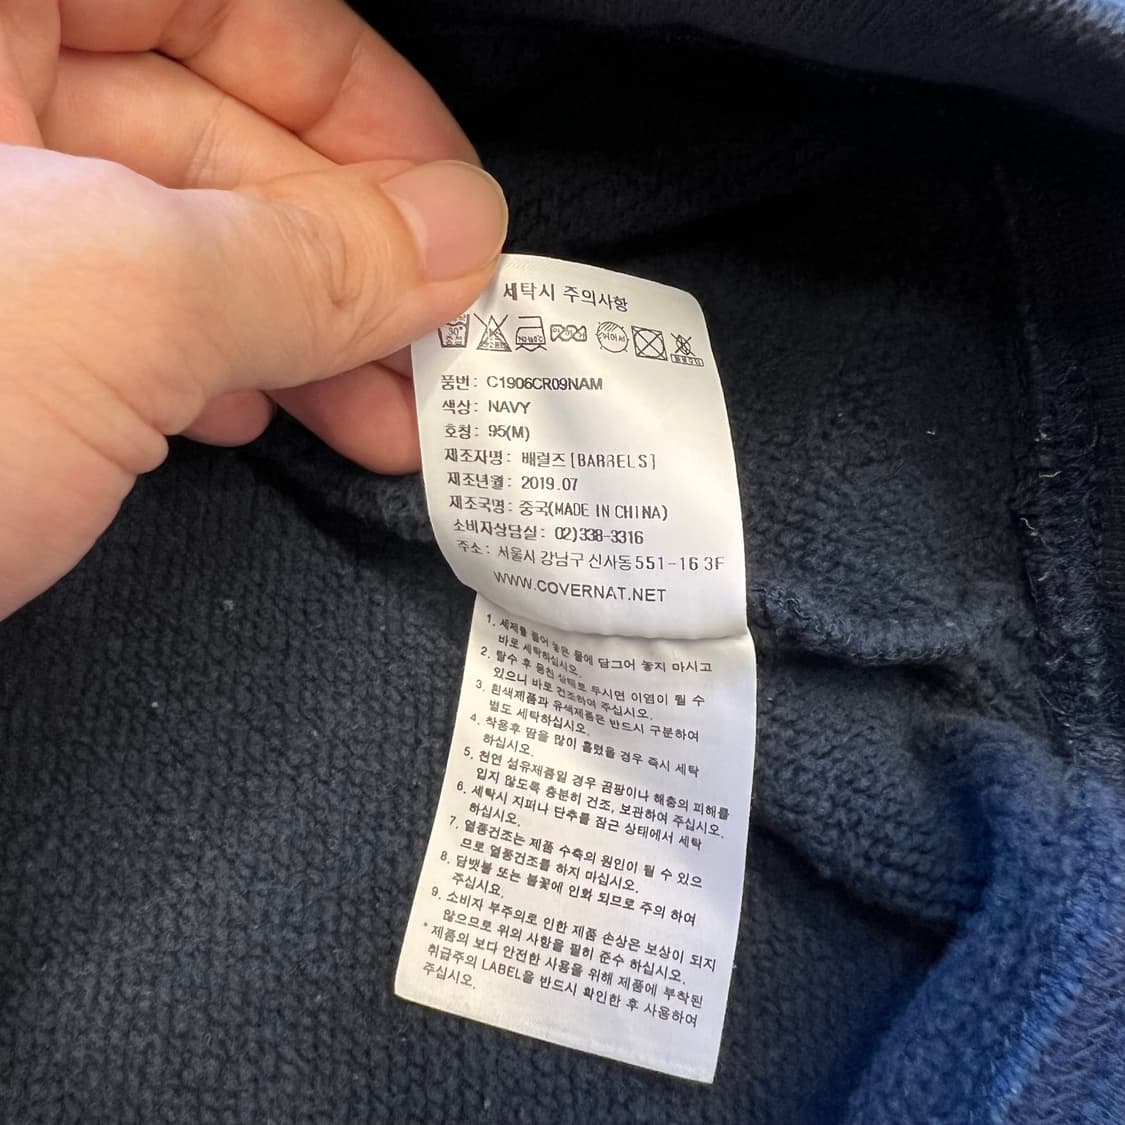 세탁시 주의사항
30°
중성
품번: C1906CR09NAM
색상: NAVY
호칭: 95(M)
제조자명: 배럴즈[BARRELS]
제조년월: 2019.07
제조국명: 중국(MADE IN CHINA)
소비자상담실: 02)338-3316
주소: 서울시 강남구 신사동 551-16 3F
WWW.COVERNAT.NET
1. 세제를 풀어 놓은 물에 담그어 놓지 마시고
바로 세탁하십시오.
2. 탈수 후 뭉친 상태로 두시면 이염이 될 수
있으니 바로 건조하여 주십시오.
3. 흰색제품과 유색제품은 반드시 구분하여
별도 세탁하십시오.
4. 착용후 땀을 많이 흘렸을 경우 즉시 세탁
하십시오.
5. 천연 섬유제품일 경우 곰팡이나 해충의 피해를
입지 않도록 충분히 건조, 보관하여 주십시오.
6. 세탁시 지퍼나 단추를 잠근 상태에서 세탁
하십시오.
7. 열풍건조는 제품 수축의 원인이 될 수 있으
므로 열풍건조를 하지 마십시오.
8. 담뱃불 또는 불꽃에 인화 되므로 주의 하여
주십시요.
9. 소비자 부주의로 인한 제품 손상은 보상이 되지
않으므로 위의 사항을 필히 준수 하십시오.
*제품의 보다 안전한 사용을 위해 제품에 부착된
취급주의 LABEL을 반드시 확인한 후 사용하여
주십시오.